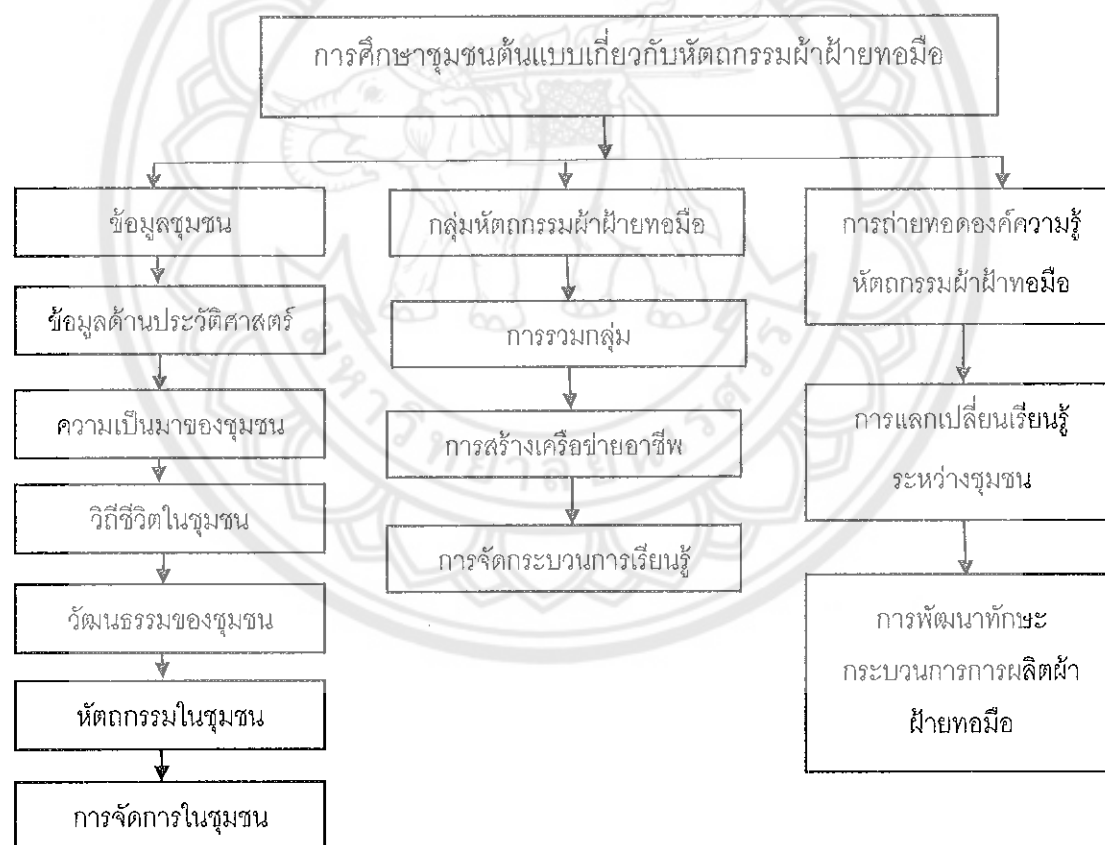 การศึกษาชุมชนต้นแบบเกี่ยวกับหัตถกรรมผ้าฝ้ายทอมือ
ข้อมูลชุมชน
ข้อมูลด้านประวัติศาสตร์
ความเป็นมาของชุมชน
วิถีชีวิตในชุมชน
วัฒนธรรมของชุมชน
หัตถกรรมในชุมชน
การจัดการในชุมชน
กลุ่มหัตถกรรมผ้าฝ้ายทอมือ
การรวมกลุ่ม
การสร้างเครือข่ายอาชีพ
การจัดกระบวนการเรียนรู้
การถ่ายทอดองค์ความรู้
หัตถกรรมผ้าฝ้าทอมือ
การแลกเปลี่ยนเรียนรู้
ระหว่างชุมชน
การพัฒนาทักษะ
กระบวนการการผลิตผ้า
ฝ้ายทอมือ